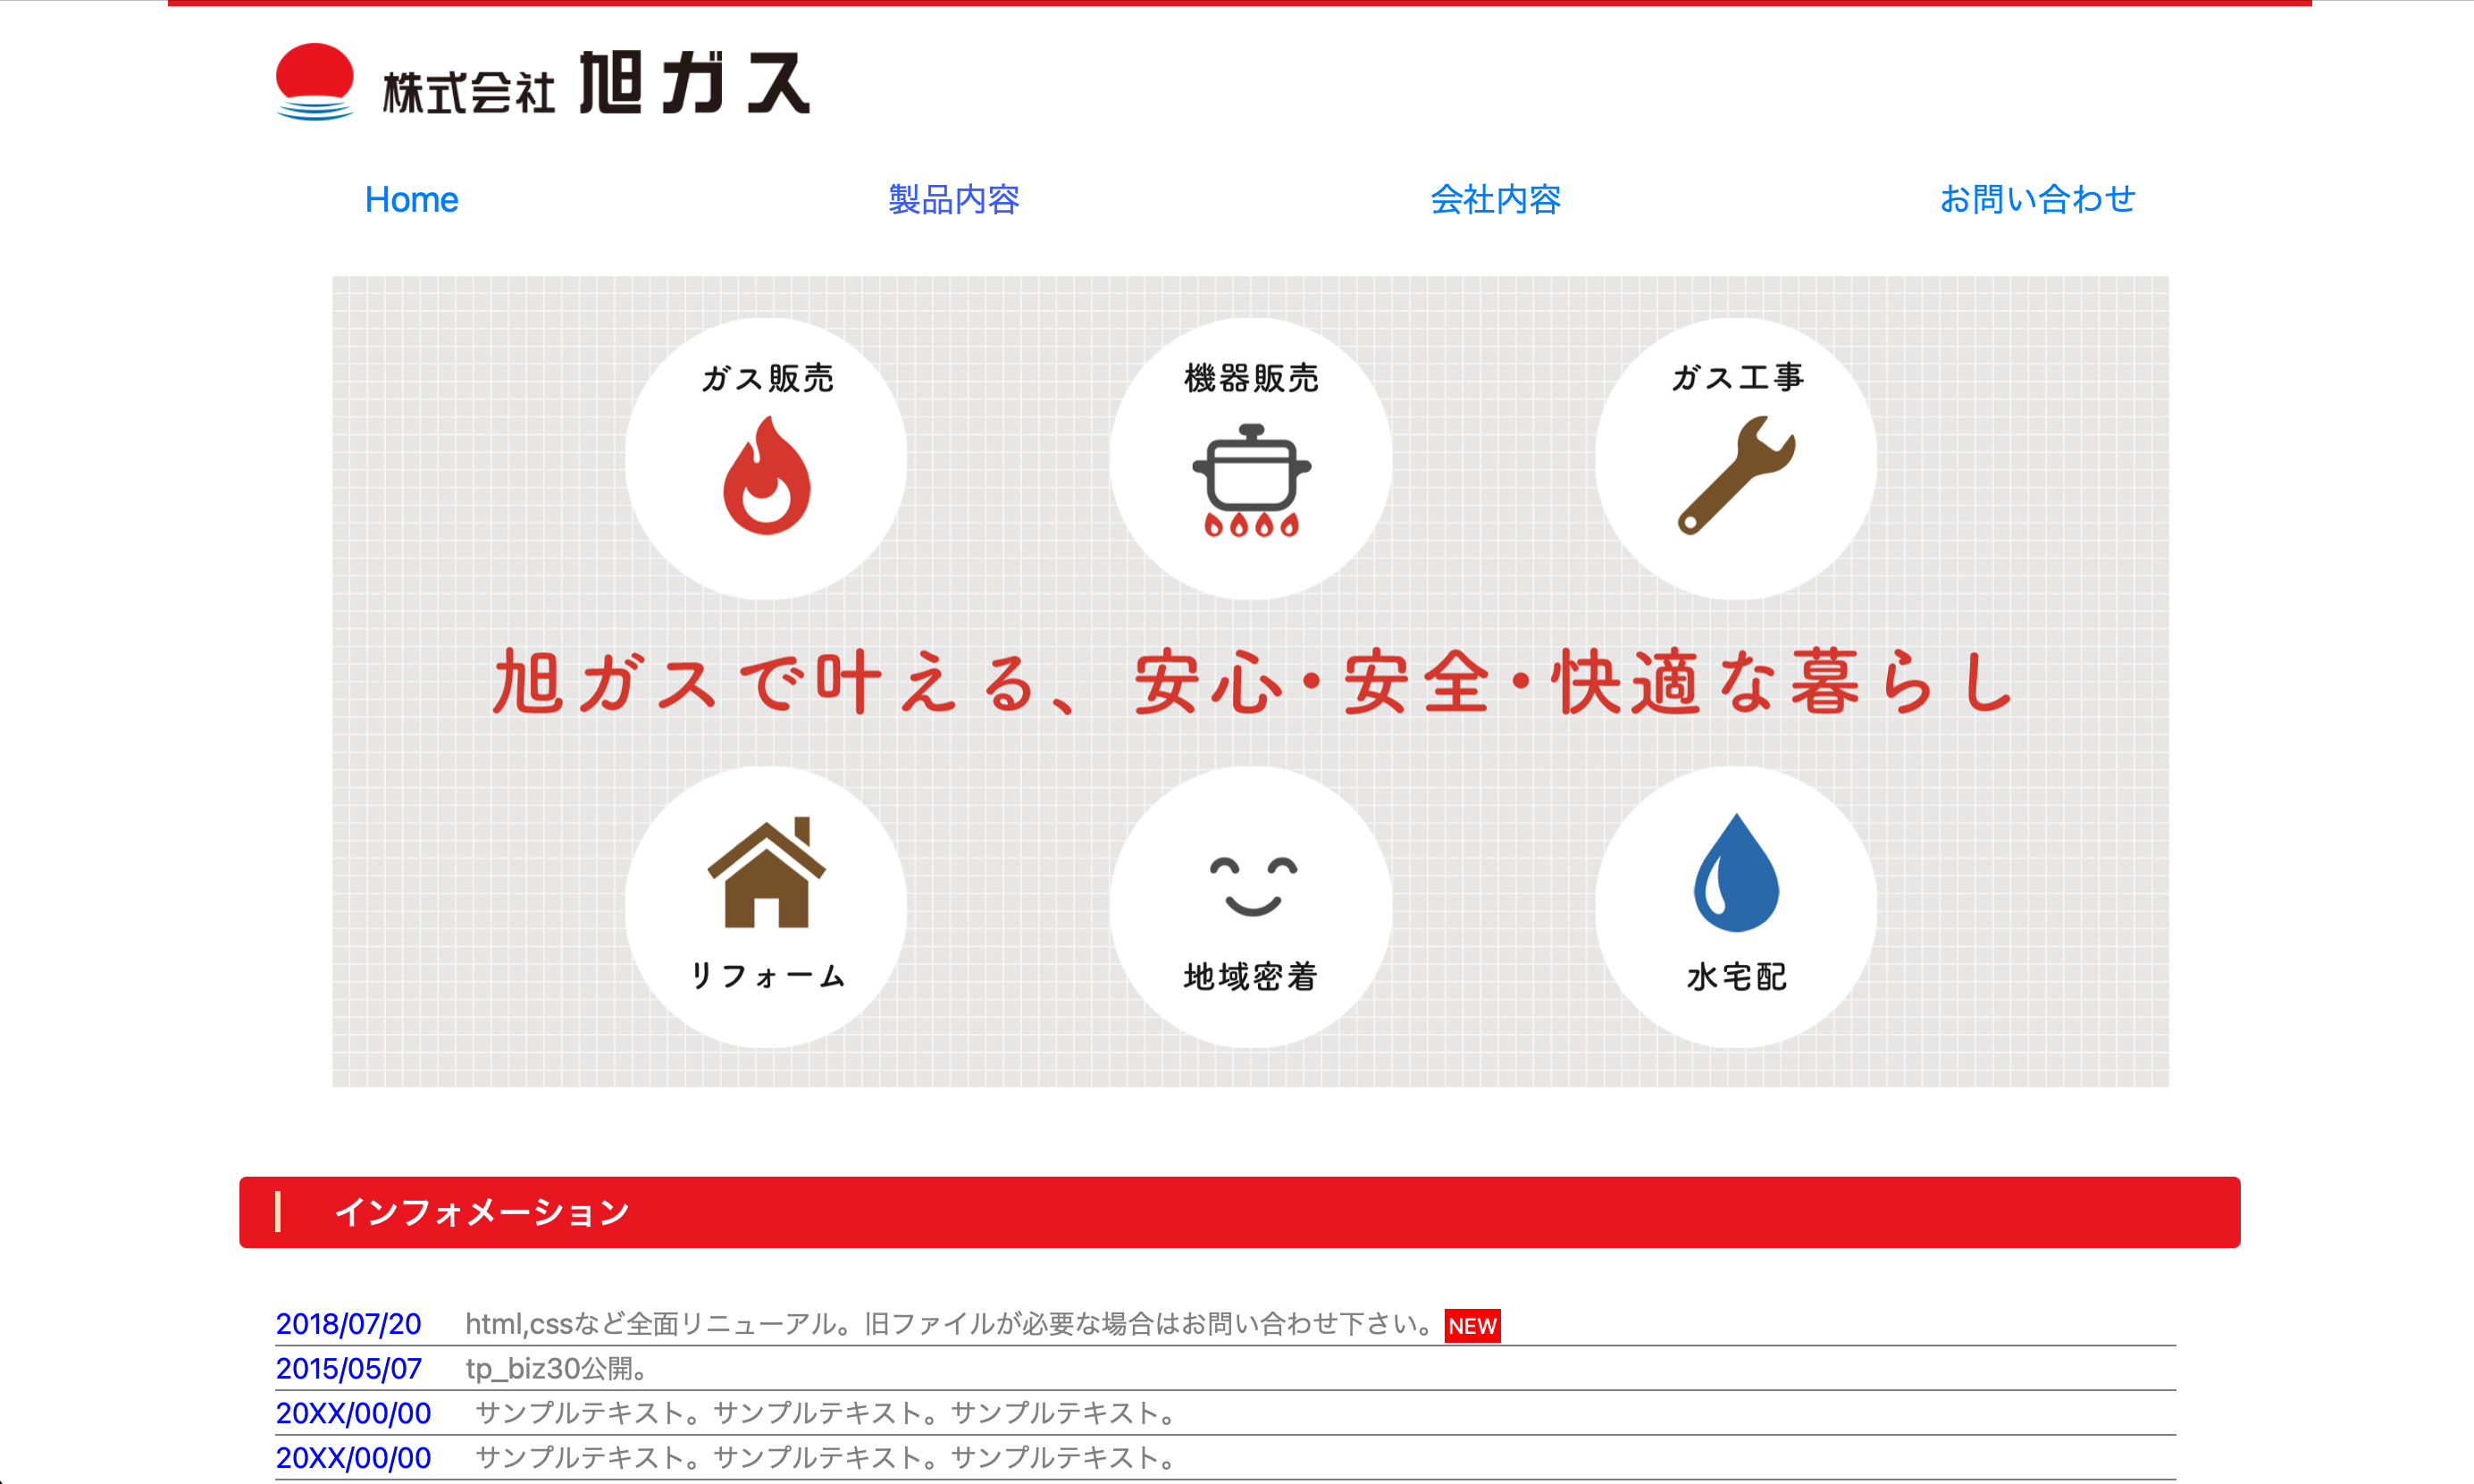 株式会社 旭ガス
Home 製品内容 会社内容 お問い合わせ
ガス販売 機器販売 ガス工事
旭ガスで叶える、安心・安全・快適な暮らし
リフォーム 地域密着 水宅配
インフォメーション
2018/07/20 html,cssなど全面リニューアル。旧ファイルが必要な場合はお問い合わせ下さい。NEW
2015/05/07 tp_biz30公開。
20XX/00/00 サンプルテキスト。サンプルテキスト。サンプルテキスト。
20XX/00/00 サンプルテキスト。サンプルテキスト。サンプルテキスト。